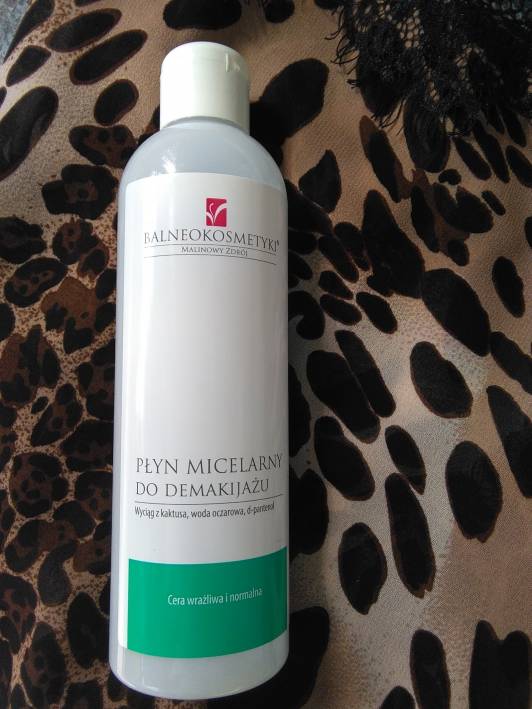 BALNEOKOSMETYKI®
MALINOWY ZDRÓJ
PŁYN MICELARNY
DO DEMAKIJAŻU
Wyciąg z kaktusa, woda oczarowa, d-pantenol
Cera wrażliwa i normalna